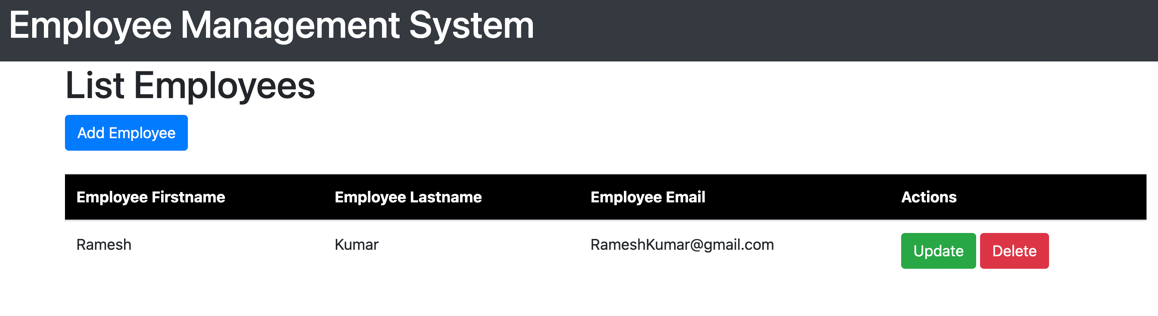 Employee Management System
List Employees
Add Employee
Employee Firstname Employee Lastname Employee Email Actions
Ramesh Kumar RameshKumar@gmail.com Update Delete